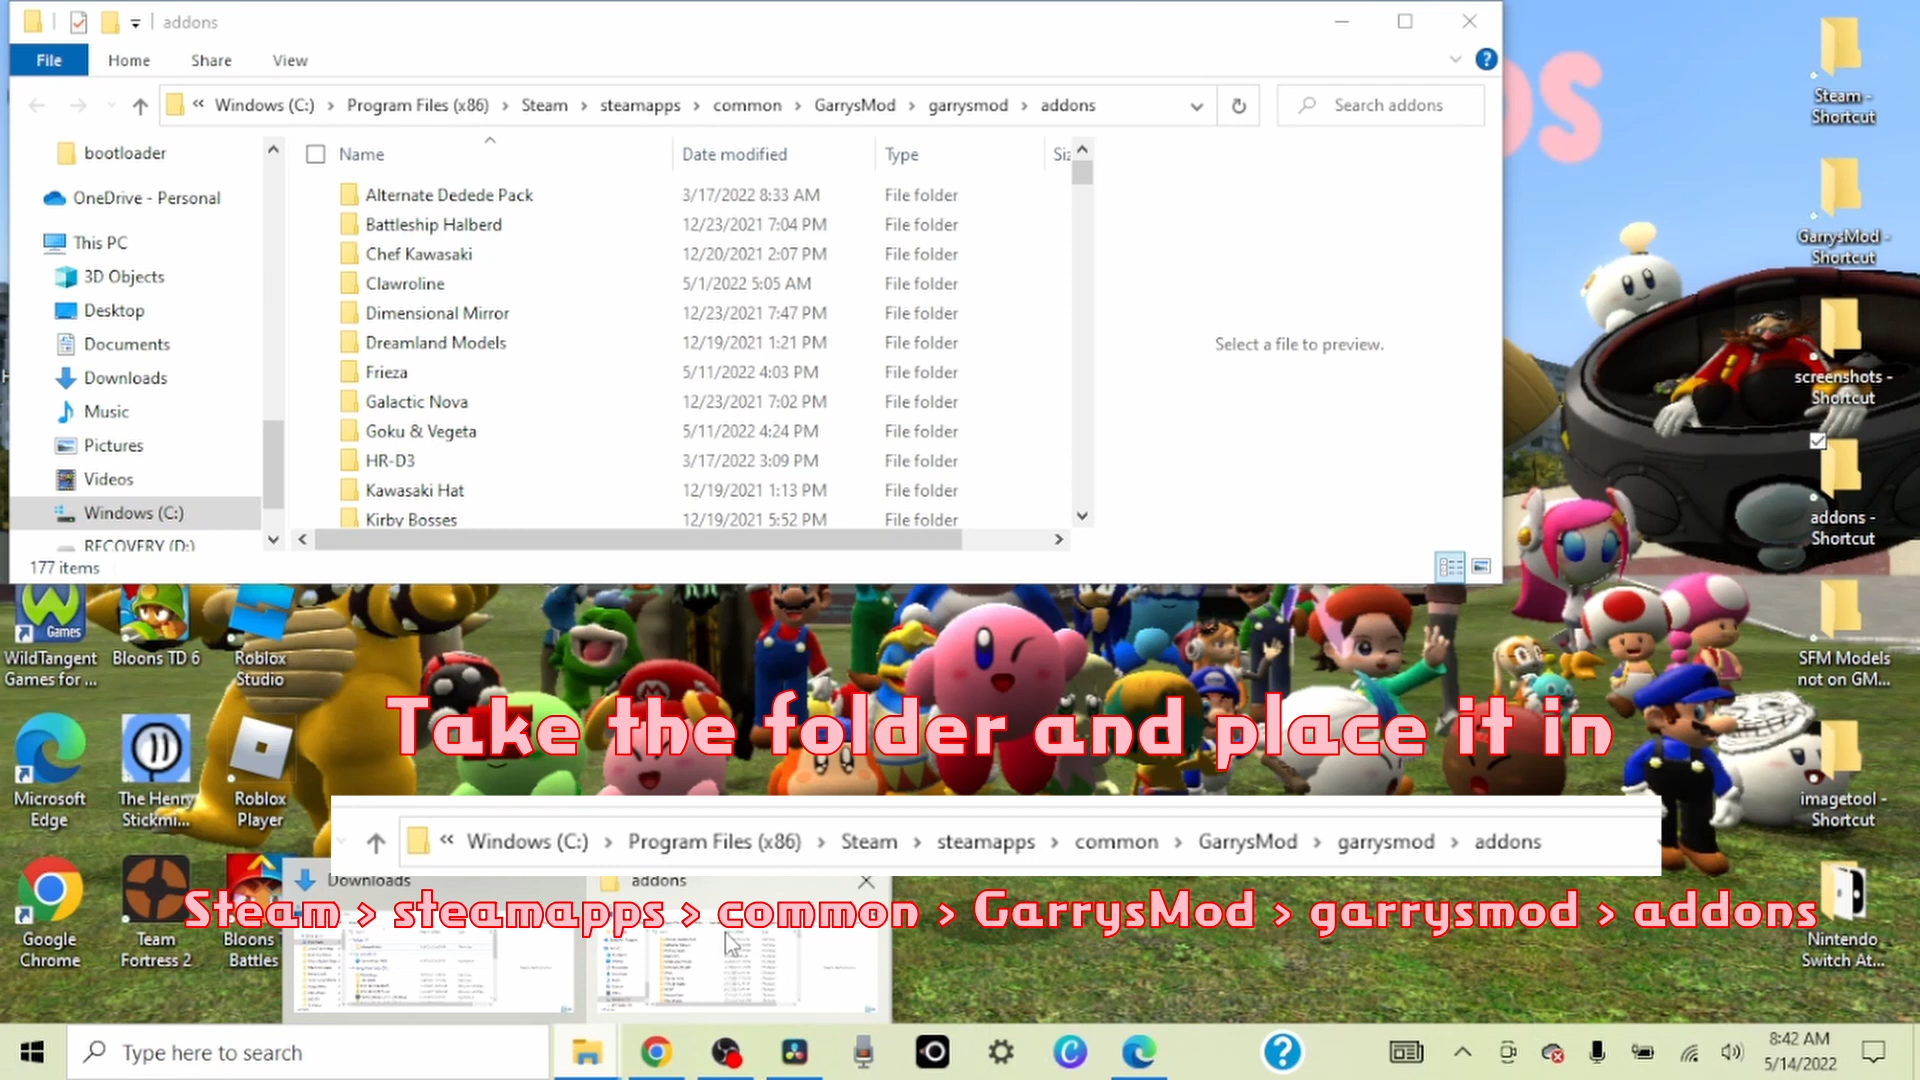 addons
File Home Share View
« Windows (C:) › Program Files (x86) › Steam › steamapps › common › GarrysMod › garrysmod › addons
Search addons
bootloader
OneDrive - Personal
This PC
3D Objects
Desktop
Documents
Downloads
Music
Pictures
Videos
Windows (C:)
RECOVERY (D:)
177 items
Name Date modified Type Siz
Alternate Dedede Pack 3/17/2022 8:33 AM File folder
Battleship Halberd 12/23/2021 7:04 PM File folder
Chef Kawasaki 12/20/2021 2:07 PM File folder
Clawroline 5/1/2022 5:05 AM File folder
Dimensional Mirror 12/23/2021 7:47 PM File folder
Dreamland Models 12/19/2021 1:21 PM File folder
Frieza 5/11/2022 4:03 PM File folder
Galactic Nova 12/23/2021 7:02 PM File folder
Goku & Vegeta 5/11/2022 4:24 PM File folder
HR-D3 3/17/2022 3:09 PM File folder
Kawasaki Hat 12/19/2021 1:13 PM File folder
Kirby Bosses 12/19/2021 5:52 PM File folder
Select a file to preview.
OS
Steam -
Shortcut
GarrysMod -
Shortcut
screenshots -
Shortcut
addons -
Shortcut
SFM Models
not on GM...
imagetool -
Shortcut
Nintendo
Switch At...
Games
WildTangent
Games for ...
Bloons TD 6
Roblox
Studio
Microsoft
Edge
The Henry
Stickmi...
Roblox
Player
Google
Chrome
Team
Fortress 2
Bloons
Battles
Take the folder and place it in
« Windows (C:) › Program Files (x86) › Steam › steamapps › common › GarrysMod › garrysmod › addons
Downloads
addons
Steam > steamapps > common > GarrysMod > garrysmod > addons
Type here to search
8:42 AM
5/14/2022